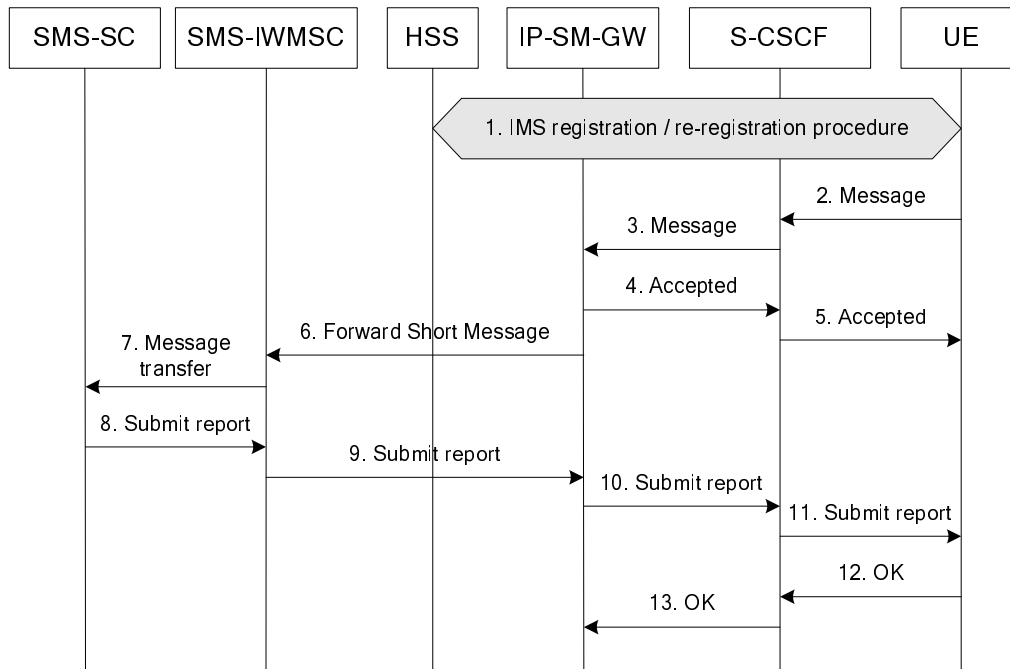 SMS-SC
SMS-IWMSC
HSS
IP-SM-GW
S-CSCF
UE
1. IMS registration / re-registration procedure
2. Message
3. Message
4. Accepted
5. Accepted
6. Forward Short Message
7. Message
transfer
8. Submit report
9. Submit report
10. Submit report
11. Submit report
12. OK
13. OK